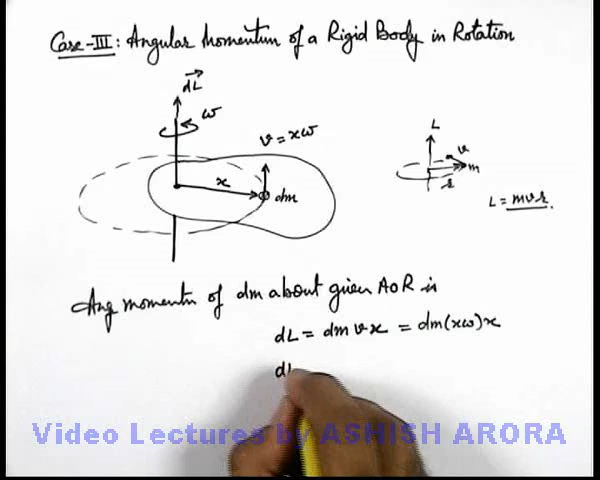 Case-III: Angular Momentum of a Rigid Body in Rotation
dL
ω
v = xω
x
dm
L
v
m
r
L = mvr.
Ang momentum of dm about given AOR is
dL = dm v x = dm(xω)x
dL
Video Lectures by ASHISH ARORA